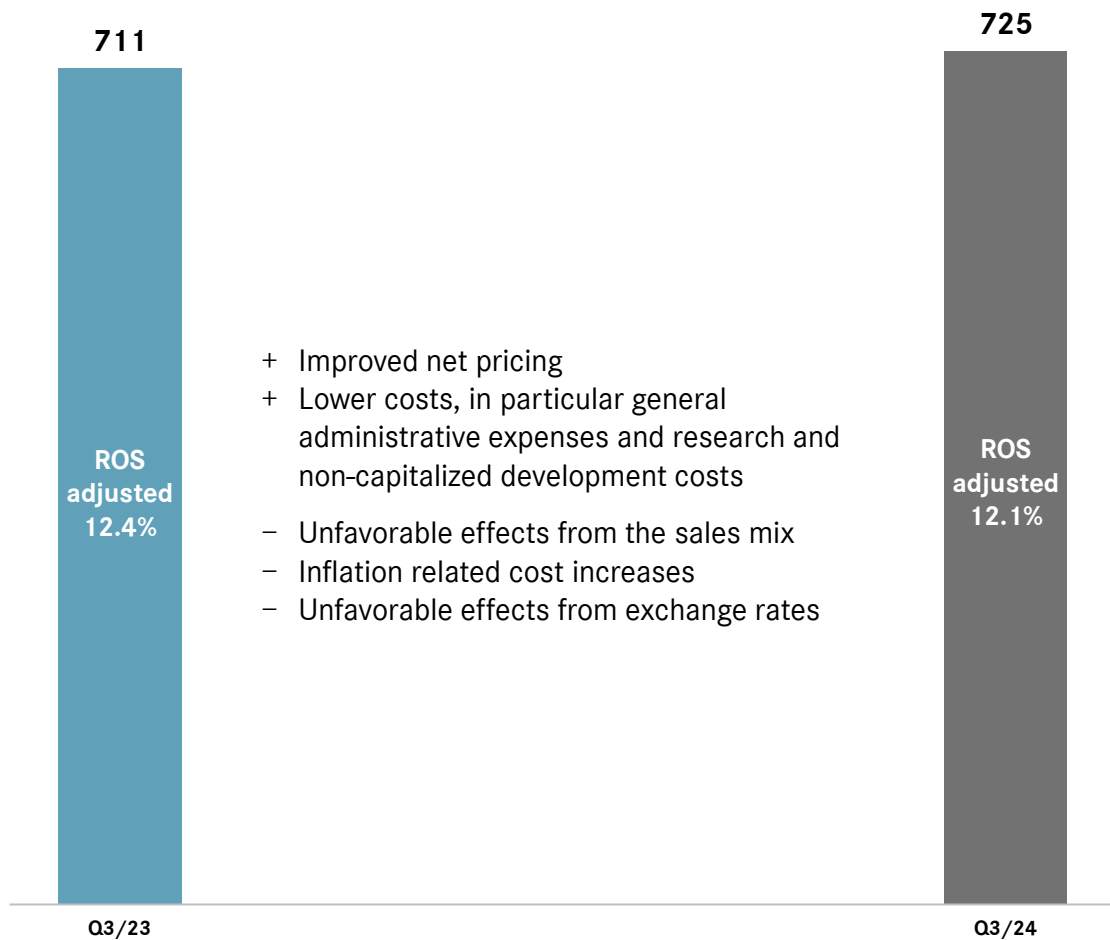 711
725
ROS
adjusted
12.4%
+ Improved net pricing
+ Lower costs, in particular general
administrative expenses and research and
non-capitalized development costs
– Unfavorable effects from the sales mix
– Inflation related cost increases
– Unfavorable effects from exchange rates
ROS
adjusted
12.1%
Q3/23
Q3/24